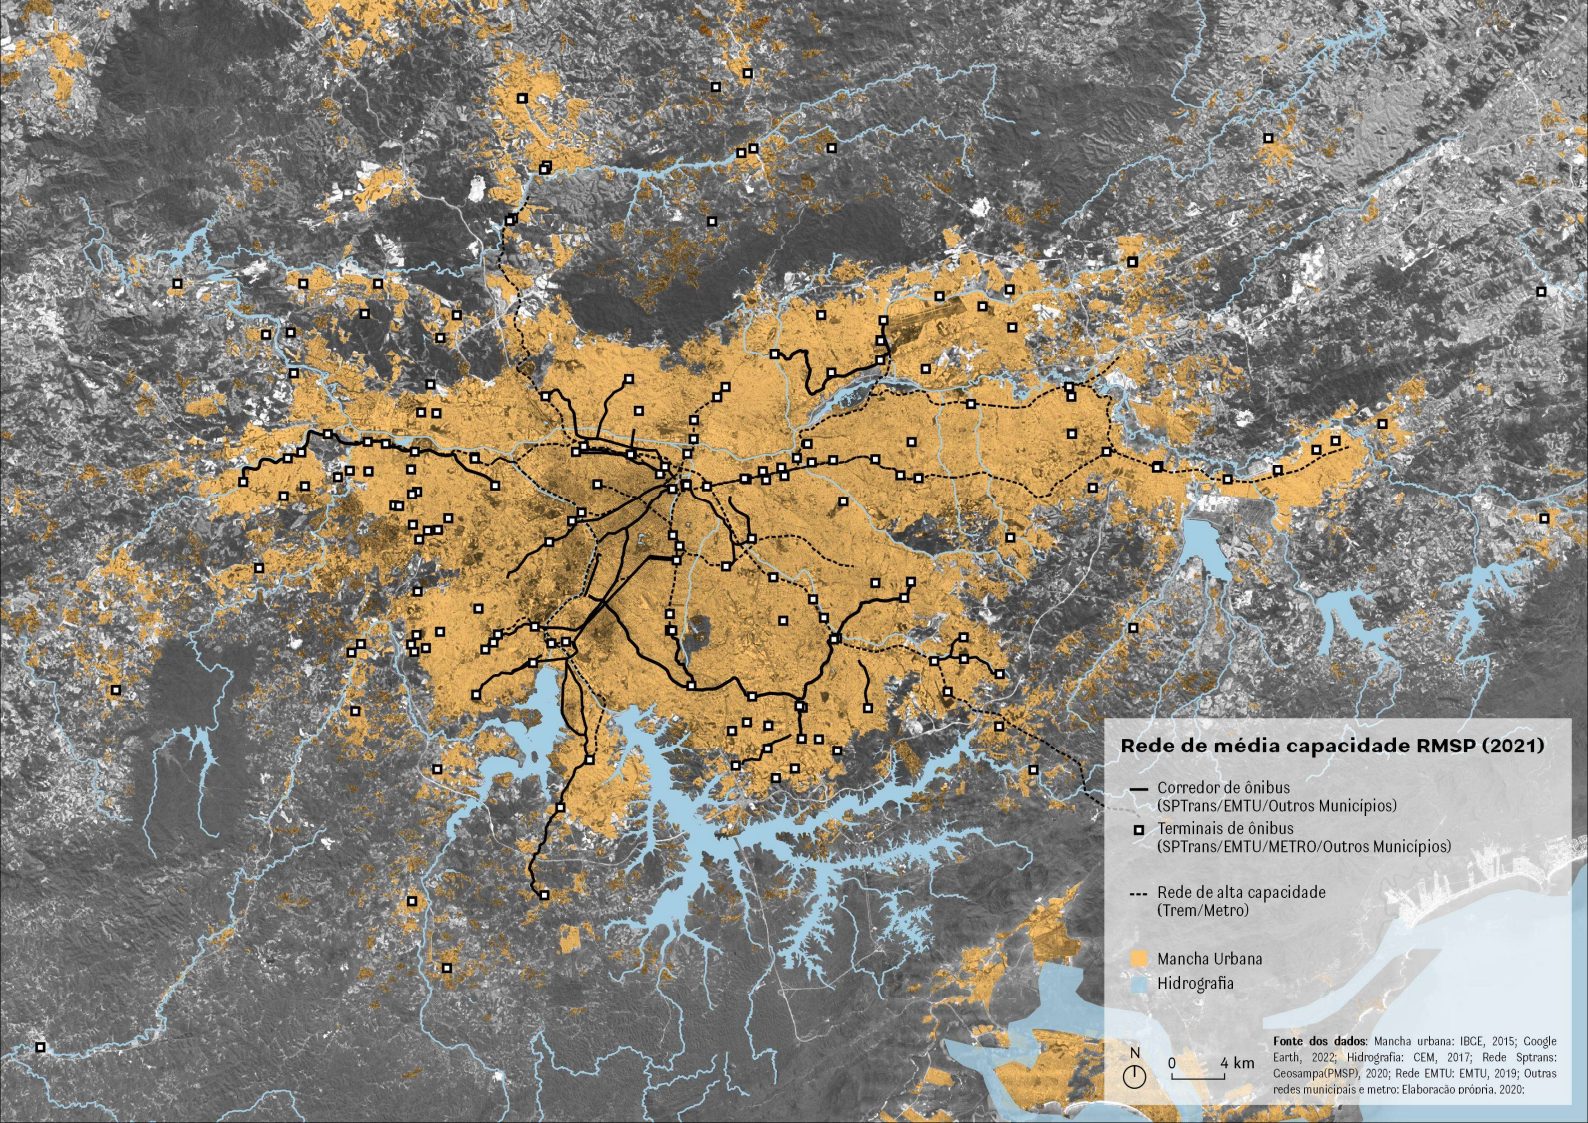 Rede de média capacidade RMSP (2021)
Corredor de ônibus
(SPTrans/EMTU/Outros Municípios)
Terminais de ônibus
(SPTrans/EMTU/METRO/Outros Municípios)
Rede de alta capacidade
(Trem/Metro)
Mancha Urbana
Hidrografia
N
0 4 km
Fonte dos dados: Mancha urbana: IBGE, 2015; Google
Earth, 2022; Hidrografia: CEM, 2017; Rede Sptrans:
Geosampa(PMSP), 2020; Rede EMTU: EMTU, 2019; Outras
redes municipais e metro: Elaboração própria, 2020;